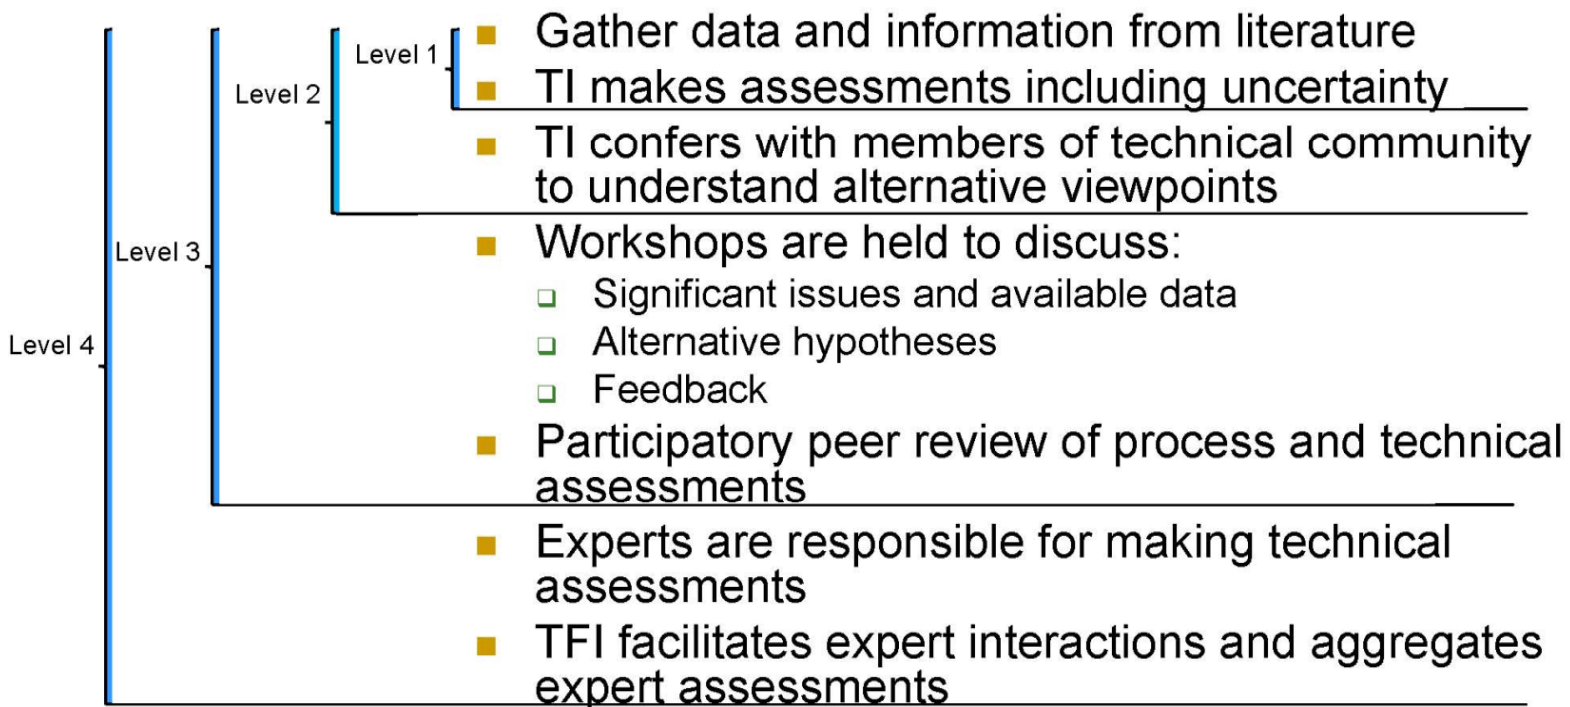 Level 1
Gather data and information from literature
TI makes assessments including uncertainty
Level 2
TI confers with members of technical community
to understand alternative viewpoints
Level 3
Workshops are held to discuss:
Significant issues and available data
Alternative hypotheses
Feedback
Level 4
Participatory peer review of process and technical
assessments
Experts are responsible for making technical
assessments
TFI facilitates expert interactions and aggregates
expert assessments